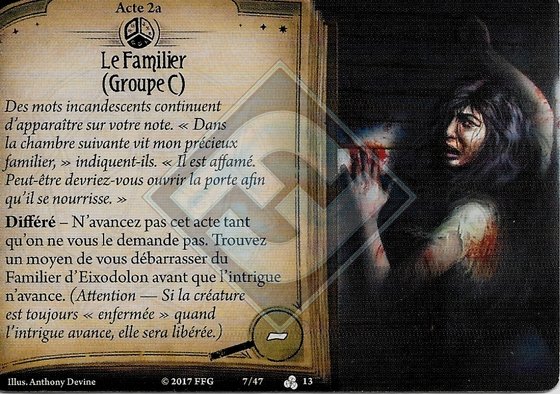 Acte 2a
Le Familier
(Groupe C)
Des mots incandescents continuent
d'apparaître sur votre note. « Dans
la chambre suivante vit mon précieux
familier, » indiquent-ils. « Il est affamé.
Peut-être devriez-vous ouvrir la porte afin
qu'il se nourrisse. »
Différé – N'avancez pas cet acte tant
qu'on ne vous le demande pas. Trouvez
un moyen de vous débarrasser du
Familier d'Eixodolon avant que l'intrigue
n'avance. (Attention — Si la créature
est toujours « enfermée » quand
l'intrigue avance, elle sera libérée.)
–
Illus. Anthony Devine © 2017 FFG 7/47 13